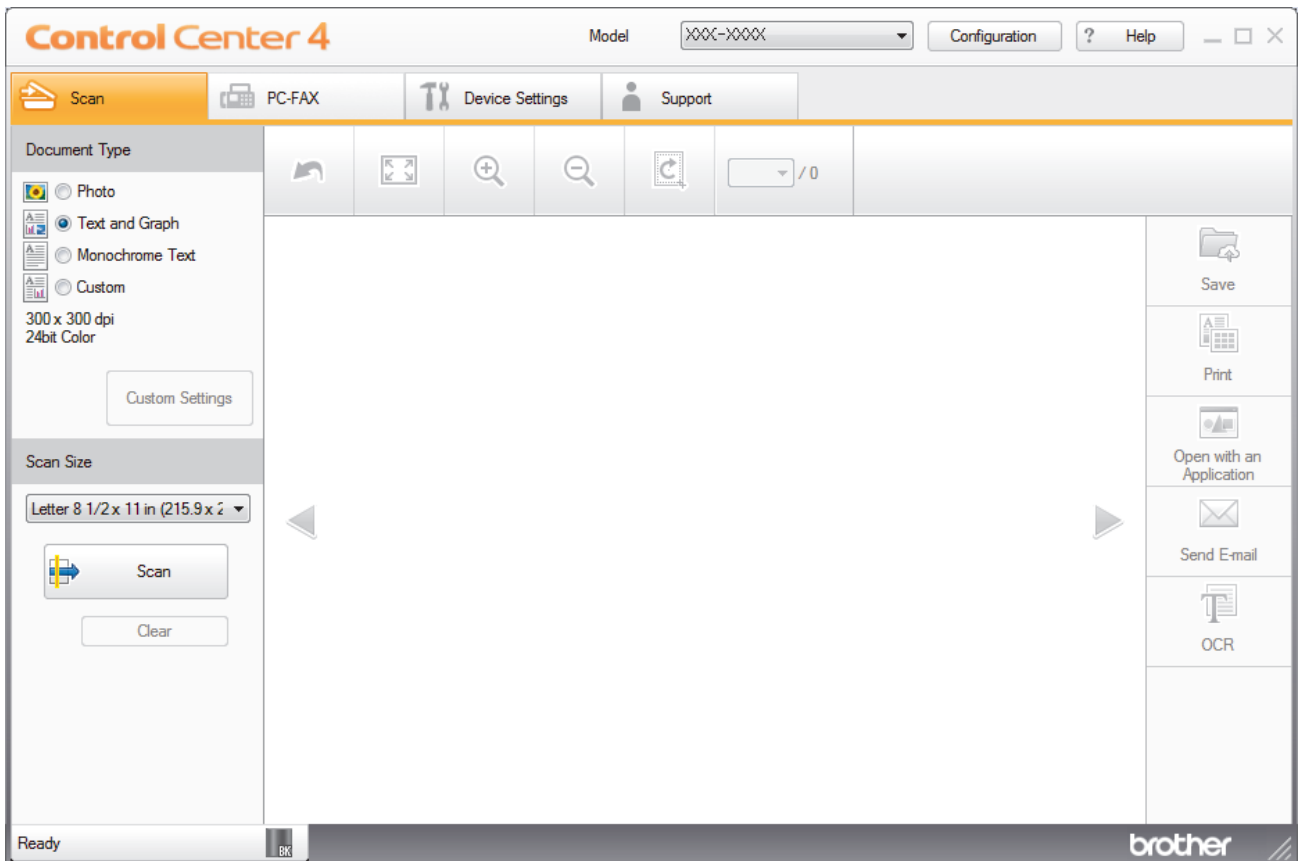 Control Center 4
Model XXX-XXXX Configuration ? Help
Scan PC-FAX Device Settings Support
Document Type
Photo
Text and Graph
Monochrome Text
Custom
300 x 300 dpi
24bit Color
Custom Settings
Scan Size
Letter 8 1/2 x 11 in (215.9 x 2
Scan
Clear
/ 0
Save
Print
Open with an
Application
Send E-mail
OCR
Ready BK brother